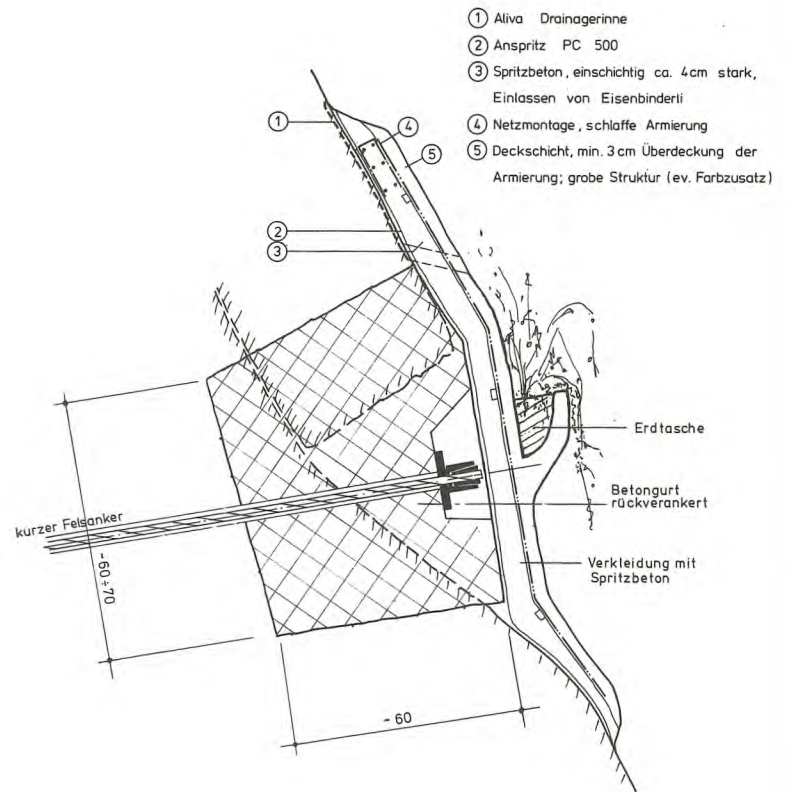 ① Aliva Drainagerinne
② Anspritz PC 500
③ Spritzbeton, einschichtig ca. 4cm stark,
Einlassen von Eisenbinderli
④ Netzmontage, schlaffe Armierung
⑤ Deckschicht, min. 3cm Überdeckung der
Armierung; grobe Struktur (ev. Farbzusatz)
①
④
⑤
②
③
Erdtasche
Betongurt
rückverankert
kurzer Felsanker
~60÷70
Verkleidung mit
Spritzbeton
~60